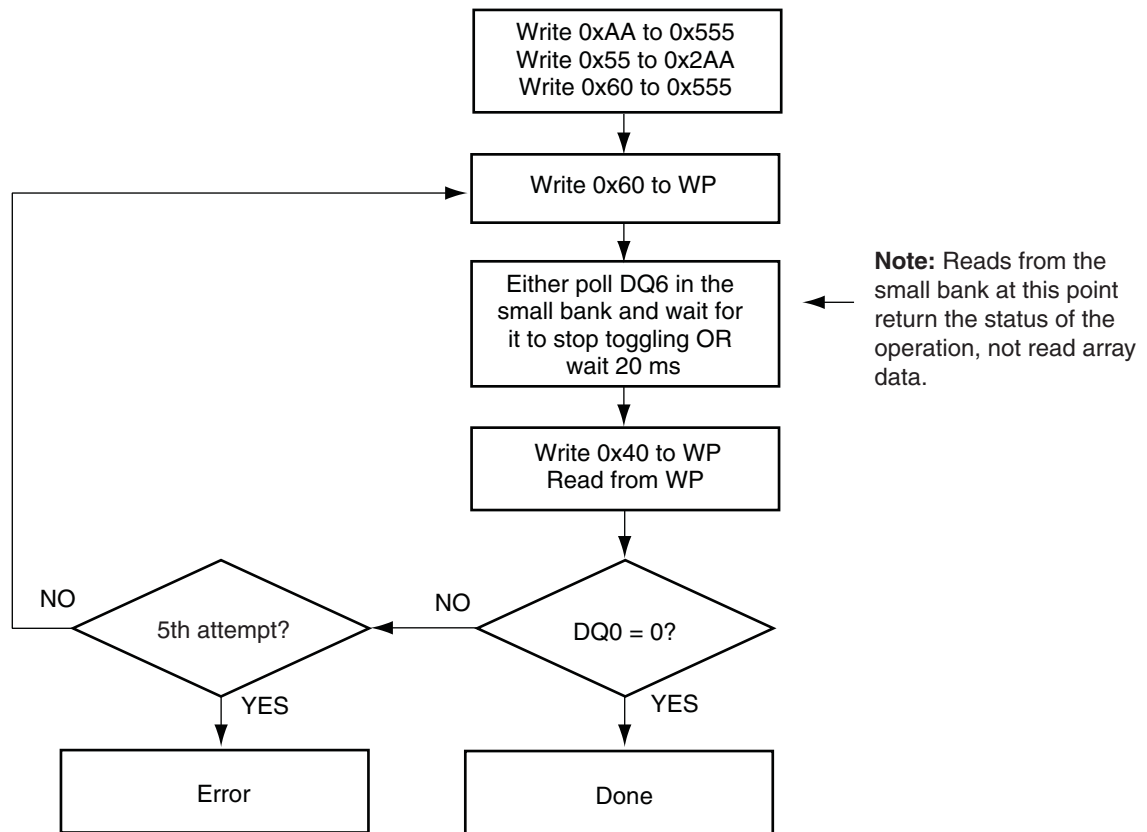 Write 0xAA to 0x555
Write 0x55 to 0x2AA
Write 0x60 to 0x555
Write 0x60 to WP
Either poll DQ6 in the
small bank and wait for
it to stop toggling OR
wait 20 ms
Note: Reads from the
small bank at this point
return the status of the
operation, not read array
data.
Write 0x40 to WP
Read from WP
NO
5th attempt?
NO
DQ0 = 0?
YES
YES
Error
Done